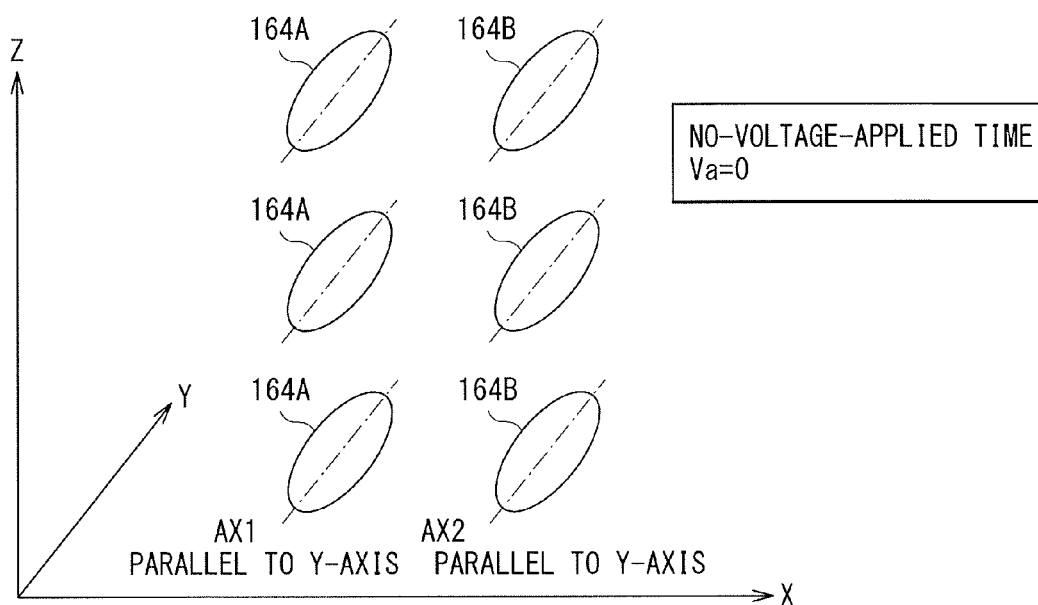 164A
164B
Z
NO-VOLTAGE-APPLIED TIME
Va=0
164A
164B
Y
164A
164B
AX1
AX2
PARALLEL TO Y-AXIS
PARALLEL TO Y-AXIS
X